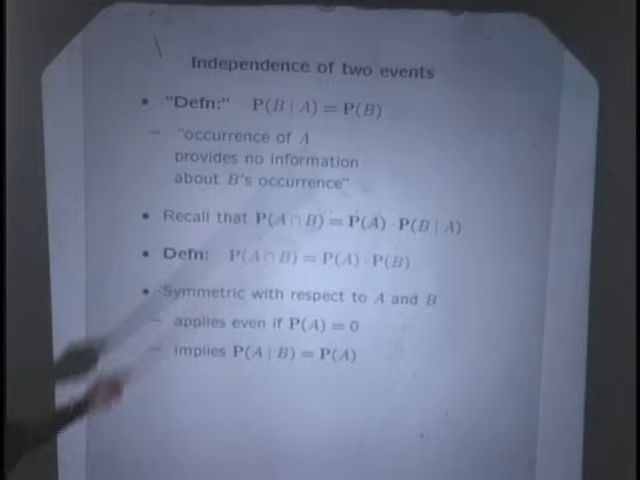 Independence of two events
• "Defn:" P(B | A) = P(B)
– "occurrence of A
provides no information
about B's occurrence"
• Recall that P(A ∩ B) = P(A) · P(B | A)
• Defn: P(A ∩ B) = P(A) · P(B)
• Symmetric with respect to A and B
– applies even if P(A) = 0
– implies P(A | B) = P(A)